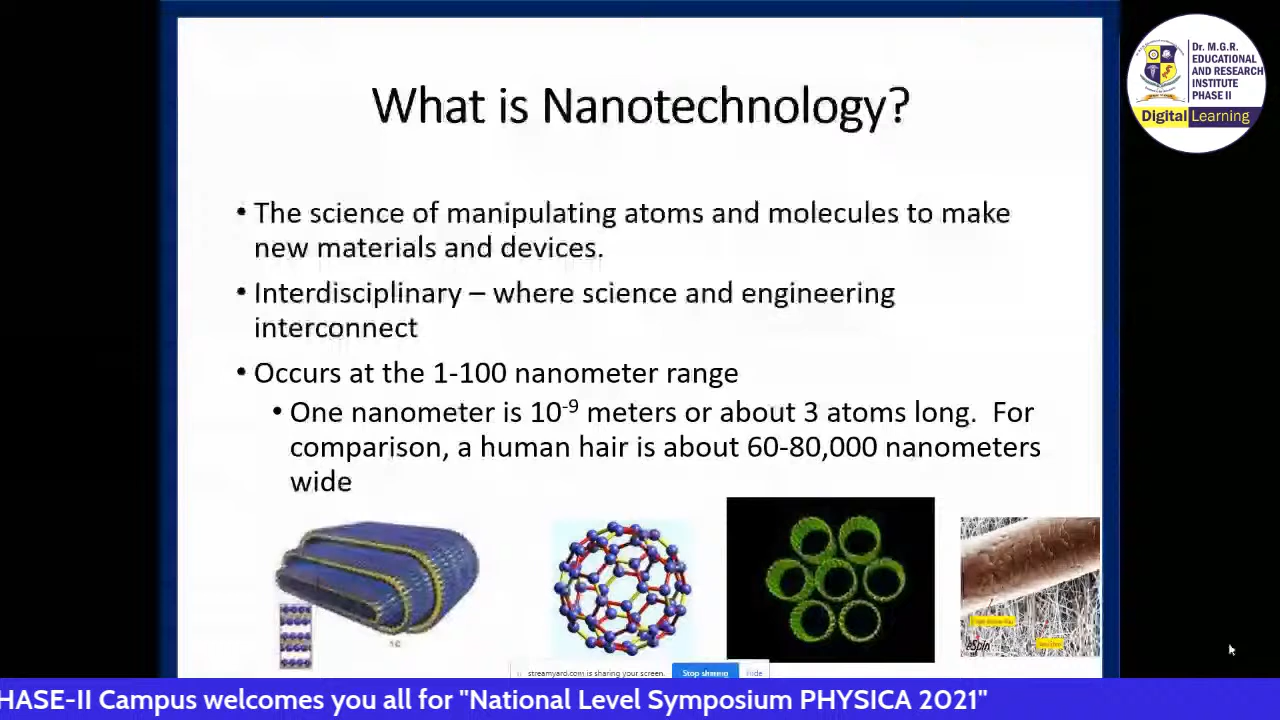 What is Nanotechnology?
Dr. M.G.R.
EDUCATIONAL
AND RESEARCH
INSTITUTE
PHASE II
Digital Learning
• The science of manipulating atoms and molecules to make
new materials and devices.
• Interdisciplinary – where science and engineering
interconnect
• Occurs at the 1-100 nanometer range
• One nanometer is 10⁻⁹ meters or about 3 atoms long. For
comparison, a human hair is about 60-80,000 nanometers
wide
eSpin
streamyard.com is sharing your screen.
Stop sharing
Hide
HASE-II Campus welcomes you all for "National Level Symposium PHYSICA 2021"